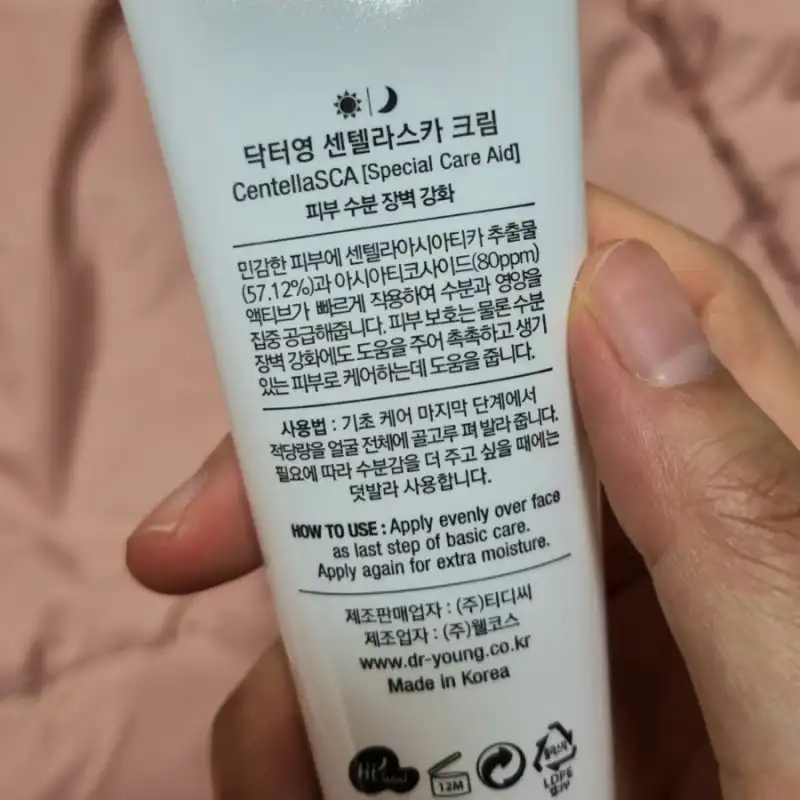 닥터영 센텔라스카 크림
CentellaSCA [Special Care Aid]
피부 수분 장벽 강화
민감한 피부에 센텔라아시아티카 추출물
(57.12%)과 아시아티코사이드(80ppm)
액티브가 빠르게 작용하여 수분과 영양을
집중 공급해줍니다. 피부 보호는 물론 수분
장벽 강화에도 도움을 주어 촉촉하고 생기
있는 피부로 케어하는데 도움을 줍니다.
사용법 : 기초 케어 마지막 단계에서
적당량을 얼굴 전체에 골고루 펴 발라 줍니다.
필요에 따라 수분감을 더 주고 싶을 때에는
덧발라 사용합니다.
HOW TO USE : Apply evenly over face
as last step of basic care.
Apply again for extra moisture.
제조판매업자 : (주)티디씨
제조업자 : (주)웰코스
www.dr-young.co.kr
Made in Korea
12M
플라스틱
LDPE